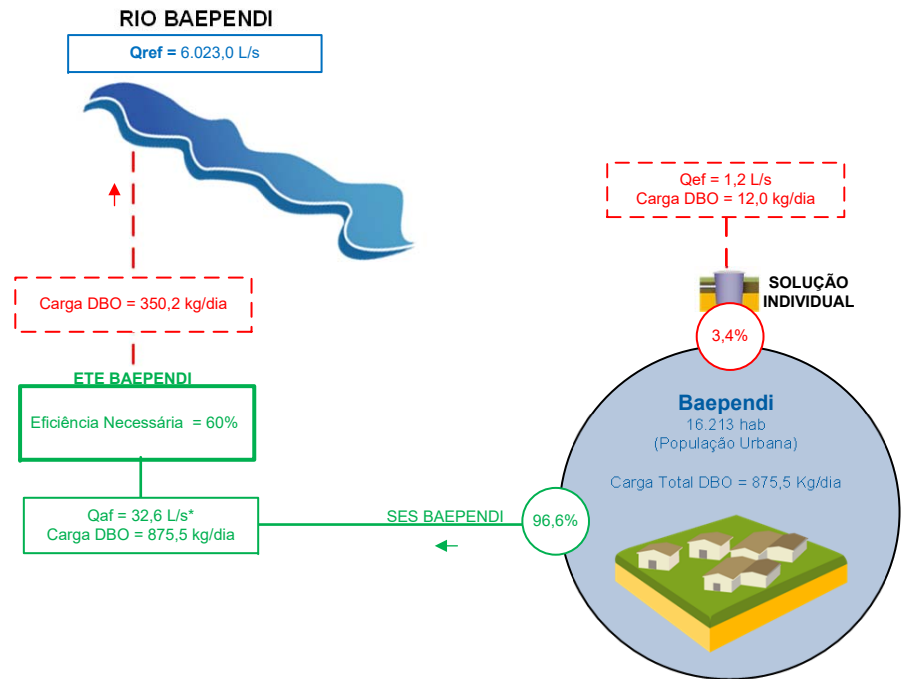 RIO BAEPENDI
Qref = 6.023,0 L/s
Qef = 1,2 L/s
Carga DBO = 12,0 kg/dia
SOLUÇÃO
INDIVIDUAL
3,4%
Carga DBO = 350,2 kg/dia
ETE BAEPENDI
Eficiência Necessária = 60%
Baependi
16.213 hab
(População Urbana)
Carga Total DBO = 875,5 Kg/dia
Qaf = 32,6 L/s*
Carga DBO = 875,5 kg/dia
SES BAEPENDI
96,6%